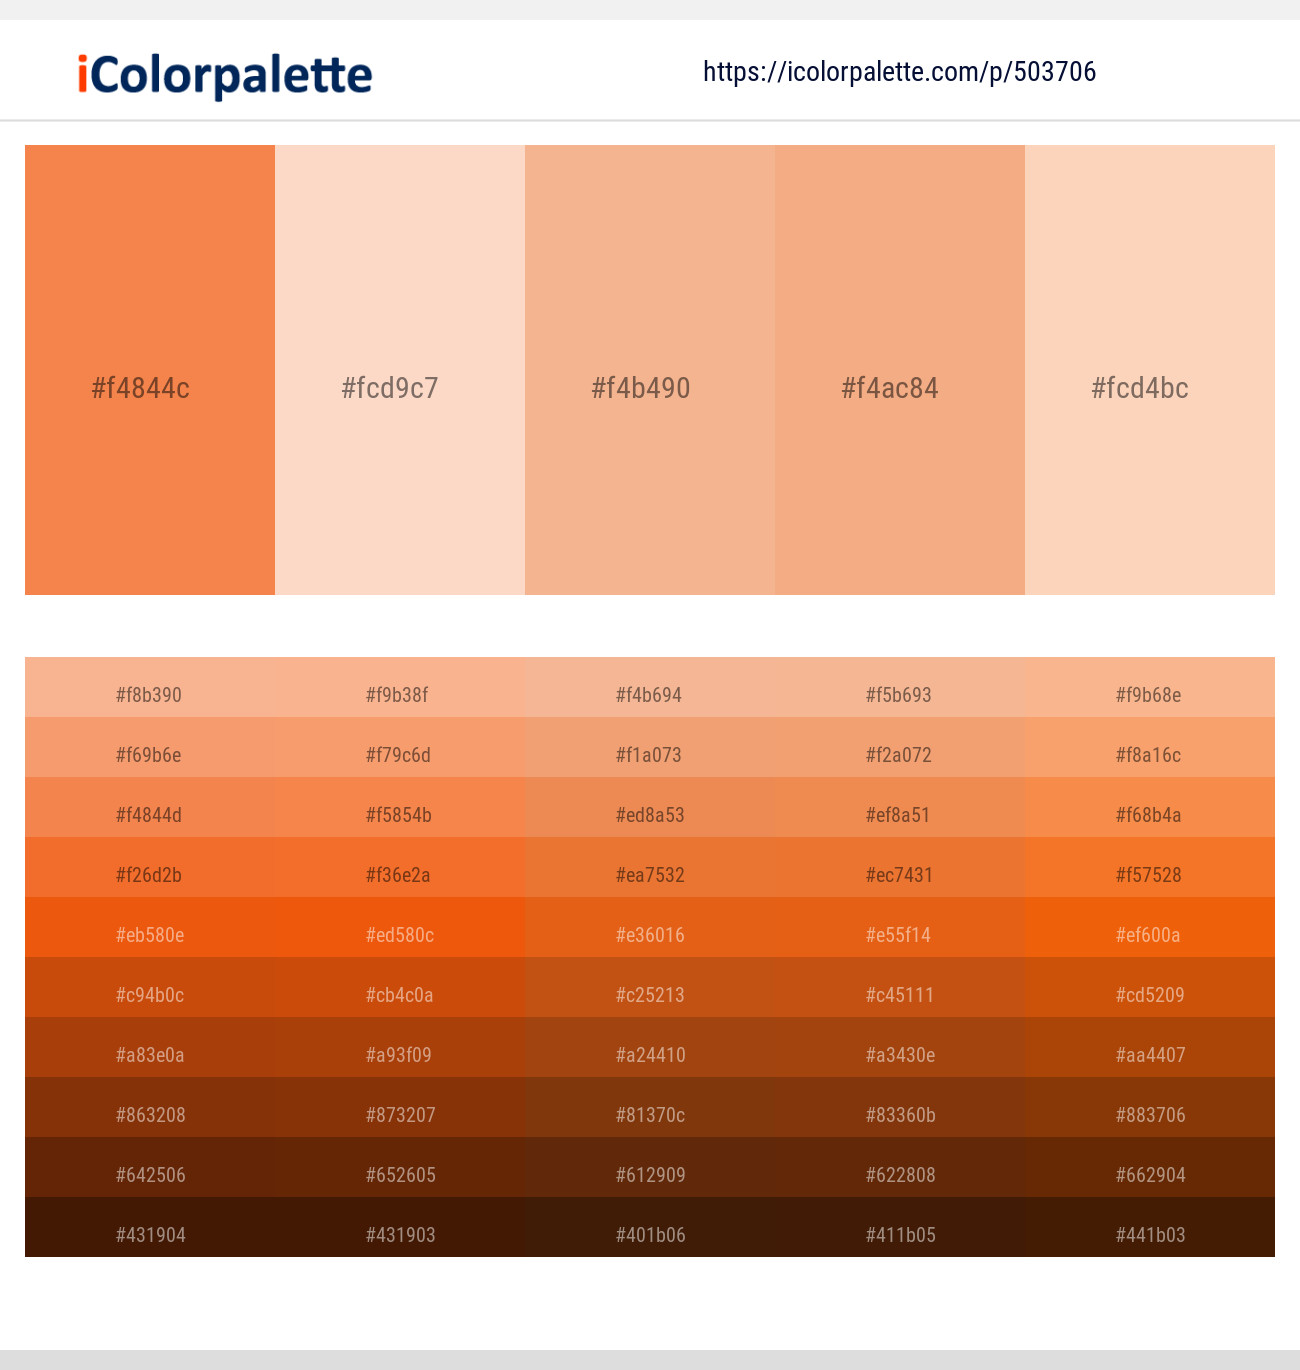 iColorpalette
https://icolorpalette.com/p/503706
#f4844c #fcd9c7 #f4b490 #f4ac84 #fcd4bc
#f8b390 #f9b38f #f4b694 #f5b693 #f9b68e
#f69b6e #f79c6d #f1a073 #f2a072 #f8a16c
#f4844d #f5854b #ed8a53 #ef8a51 #f68b4a
#f26d2b #f36e2a #ea7532 #ec7431 #f57528
#eb580e #ed580c #e36016 #e55f14 #ef600a
#c94b0c #cb4c0a #c25213 #c45111 #cd5209
#a83e0a #a93f09 #a24410 #a3430e #aa4407
#863208 #873207 #81370c #83360b #883706
#642506 #652605 #612909 #622808 #662904
#431904 #431903 #401b06 #411b05 #441b03